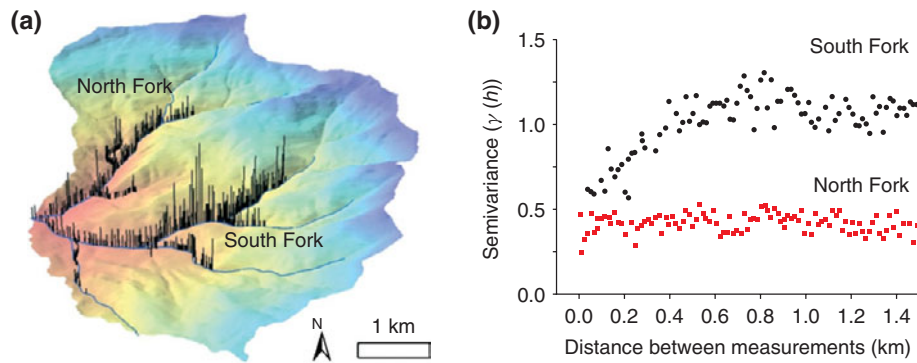 (a)
North Fork
South Fork
N
1 km
(b)
Semivariance (γ (h))
1.5
1.0
0.5
0.0
South Fork
North Fork
0.0 0.2 0.4 0.6 0.8 1.0 1.2 1.4
Distance between measurements (km)